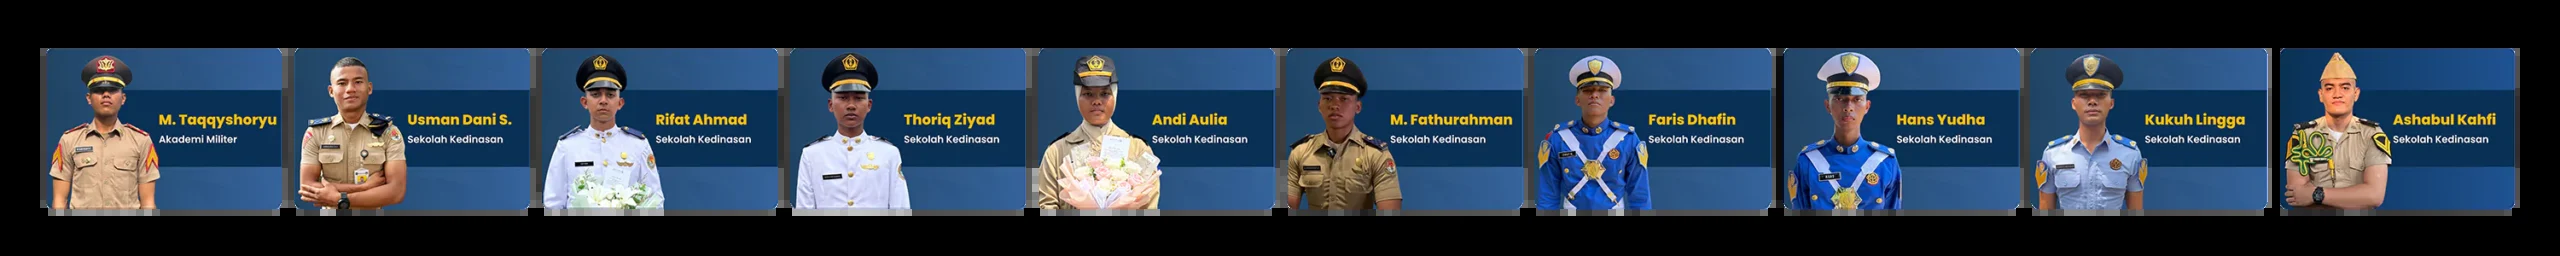 M. Taqqyshoryu
Akademi Militer
Usman Dani S.
Sekolah Kedinasan
Rifat Ahmad
Sekolah Kedinasan
Thoriq Ziyad
Sekolah Kedinasan
Andi Aulia
Sekolah Kedinasan
M. Fathurahman
Sekolah Kedinasan
Faris Dhafin
Sekolah Kedinasan
Hans Yudha
Sekolah Kedinasan
Kukuh Lingga
Sekolah Kedinasan
Ashabul Kahfi
Sekolah Kedinasan